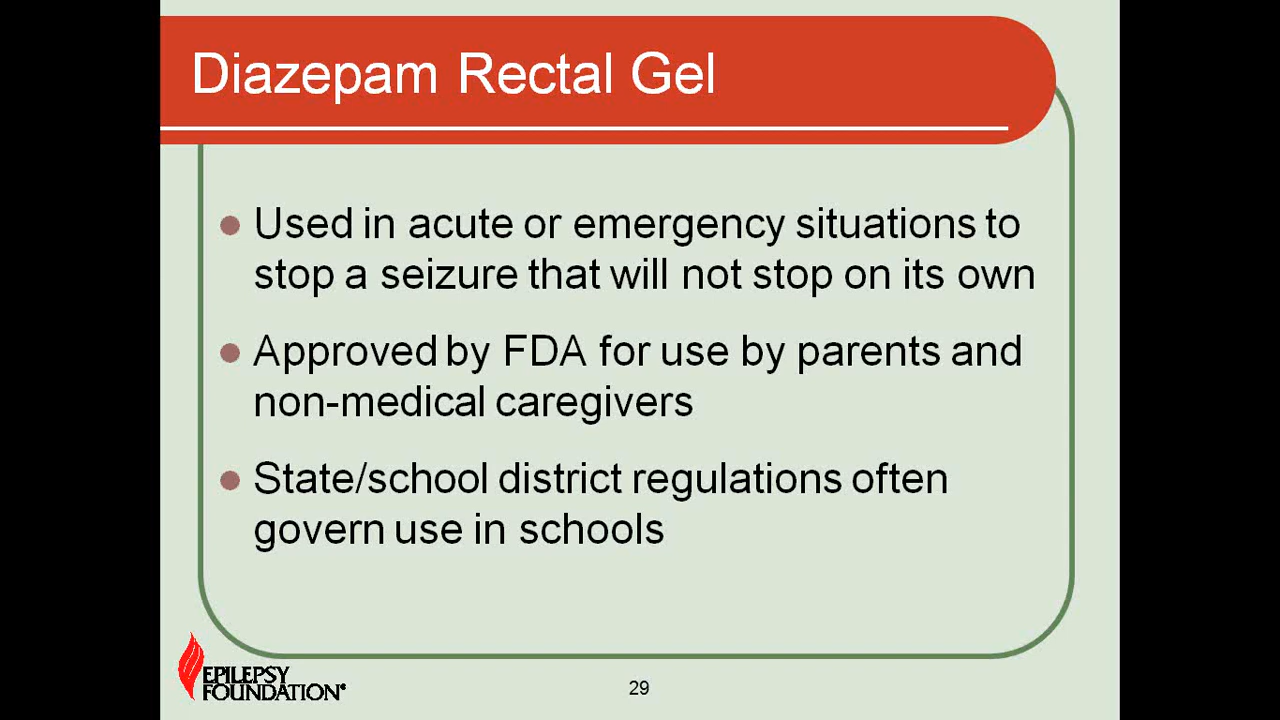 Diazepam Rectal Gel
Used in acute or emergency situations to
stop a seizure that will not stop on its own
Approved by FDA for use by parents and
non-medical caregivers
State/school district regulations often
govern use in schools
EPILEPSY
FOUNDATION®
29